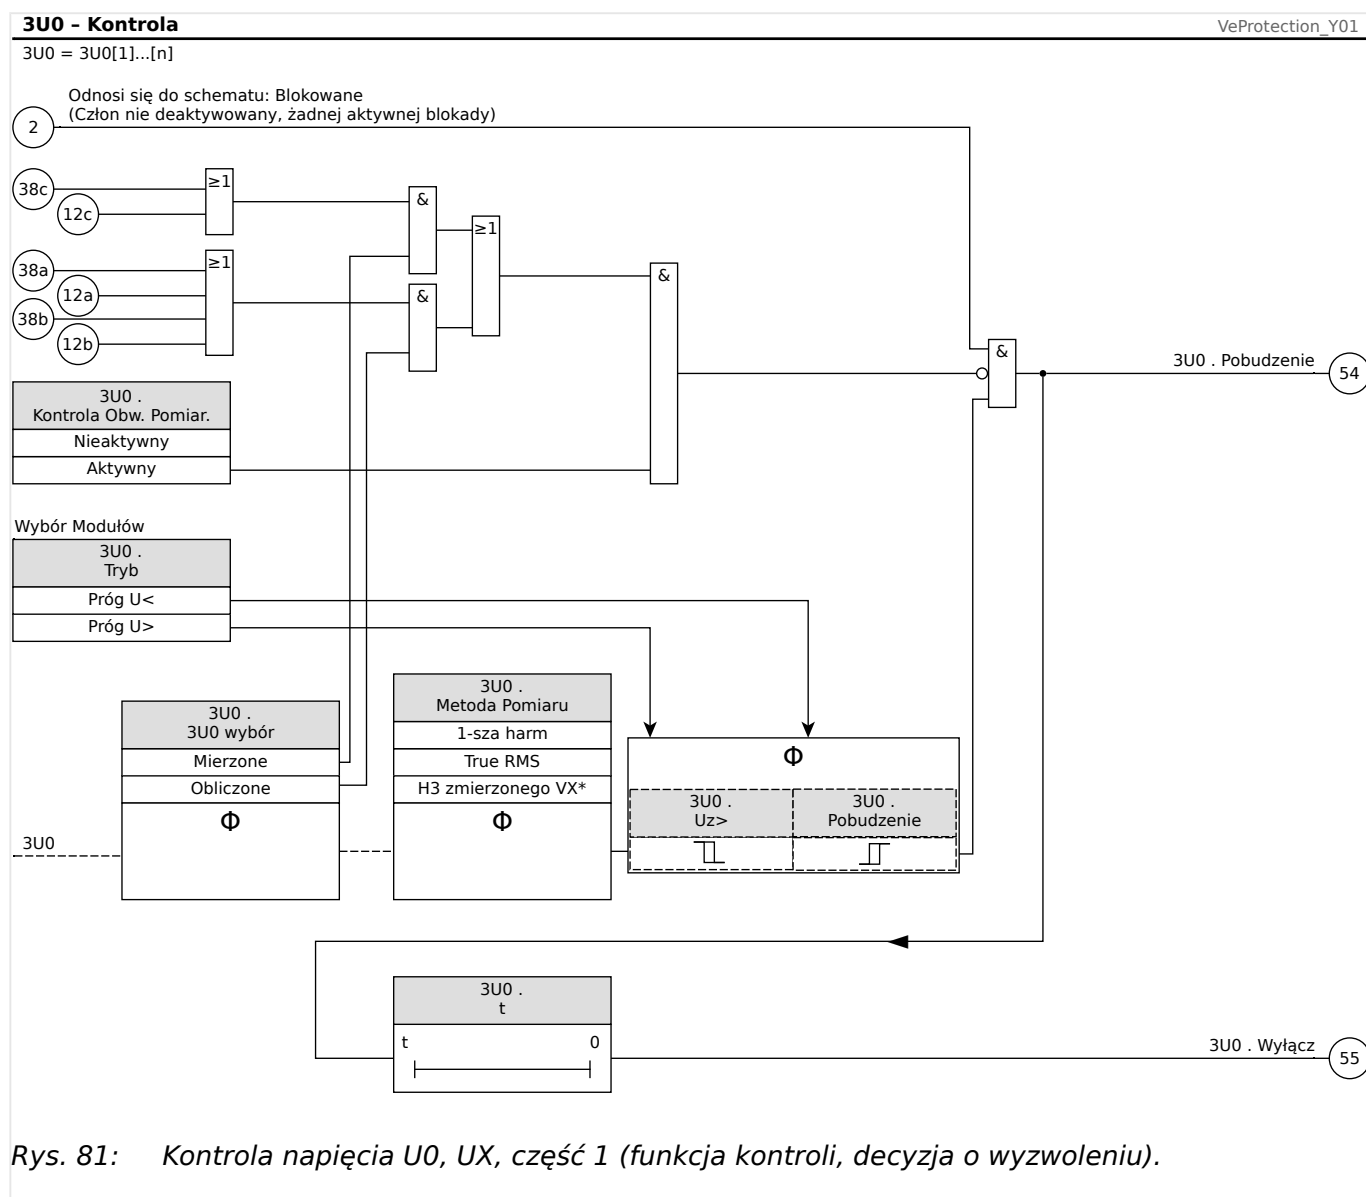 3U0 – Kontrola
VeProtection_Y01
3U0 = 3U0[1]...[n]
Odnosi się do schematu: Blokowane
(Człon nie deaktywowany, żadnej aktywnej blokady)
2
38c
≥1
12c
&
≥1
38a
≥1
12a
&
&
38b
12b
&
3U0 . Pobudzenie
54
3U0 .
Kontrola Obw. Pomiar.
Nieaktywny
Aktywny
Wybór Modułów
3U0 .
Tryb
Próg U<
Próg U>
3U0 .
3U0 wybór
Mierzone
Obliczone
Φ
3U0
3U0 .
Metoda Pomiaru
1-sza harm
True RMS
H3 zmierzonego VX*
Φ
Φ
3U0 .
Uz>
3U0 .
Pobudzenie
3U0 .
t
t
0
3U0 . Wyłącz
55
Rys. 81: Kontrola napięcia U0, UX, część 1 (funkcja kontroli, decyzja o wyzwoleniu).